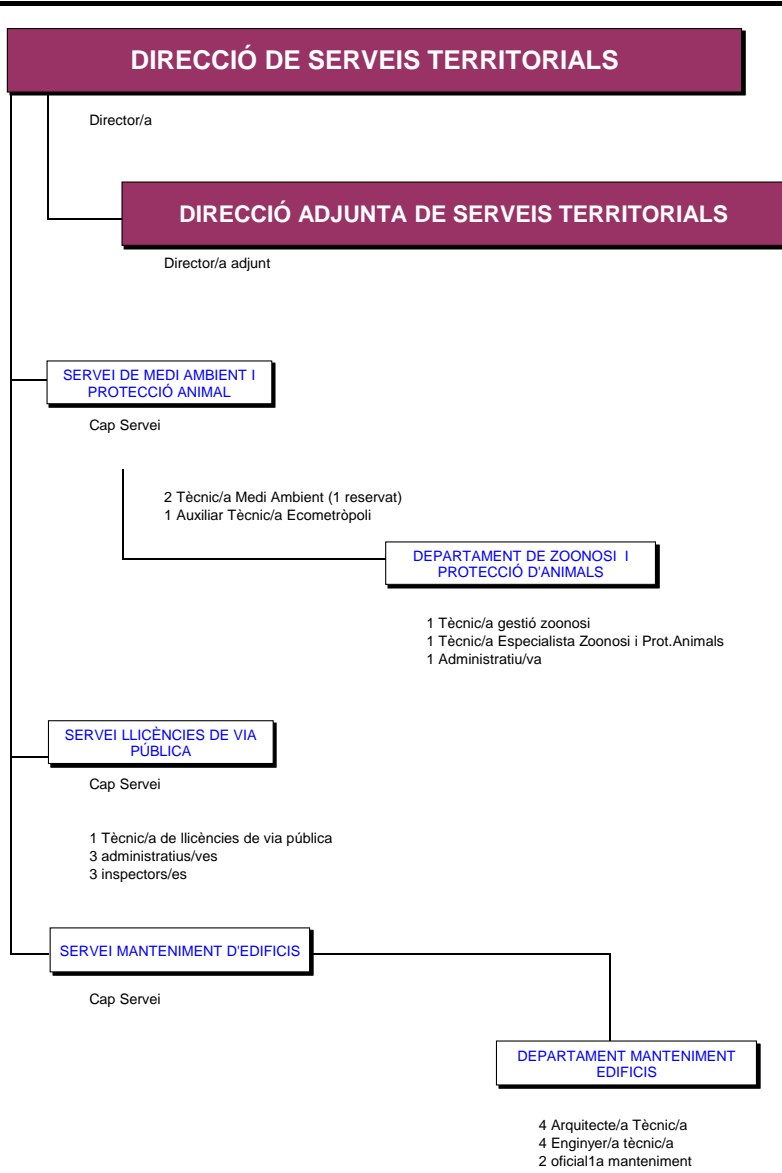 DIRECCIÓ DE SERVEIS TERRITORIALS
Director/a
DIRECCIÓ ADJUNTA DE SERVEIS TERRITORIALS
Director/a adjunt
SERVEI DE MEDI AMBIENT I
PROTECCIÓ ANIMAL
Cap Servei
2 Tècnic/a Medi Ambient (1 reservat)
1 Auxiliar Tècnic/a Ecometròpoli
DEPARTAMENT DE ZOONOSI I
PROTECCIÓ D'ANIMALS
1 Tècnic/a gestió zoonosi
1 Tècnic/a Especialista Zoonosi i Prot.Animals
1 Administratiu/va
SERVEI LLICÈNCIES DE VIA
PÚBLICA
Cap Servei
1 Tècnic/a de llicències de via pública
3 administratius/ves
3 inspectors/es
SERVEI MANTENIMENT D'EDIFICIS
Cap Servei
DEPARTAMENT MANTENIMENT
EDIFICIS
4 Arquitecte/a Tècnic/a
4 Enginyer/a tècnic/a
2 oficial1a manteniment